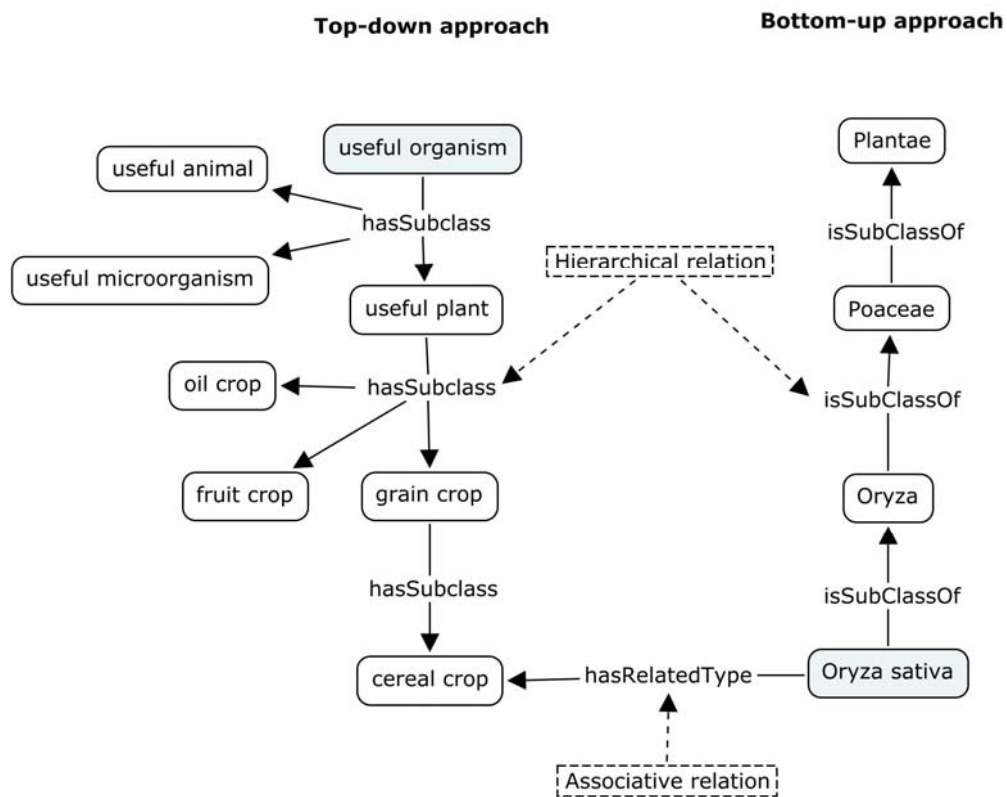 Top-down approach
Bottom-up approach
useful organism
Plantae
useful animal
hasSubclass
isSubClassOf
useful microorganism
Hierarchical relation
useful plant
Poaceae
oil crop
hasSubclass
isSubClassOf
fruit crop
grain crop
Oryza
hasSubclass
isSubClassOf
cereal crop
hasRelatedType
Oryza sativa
Associative relation